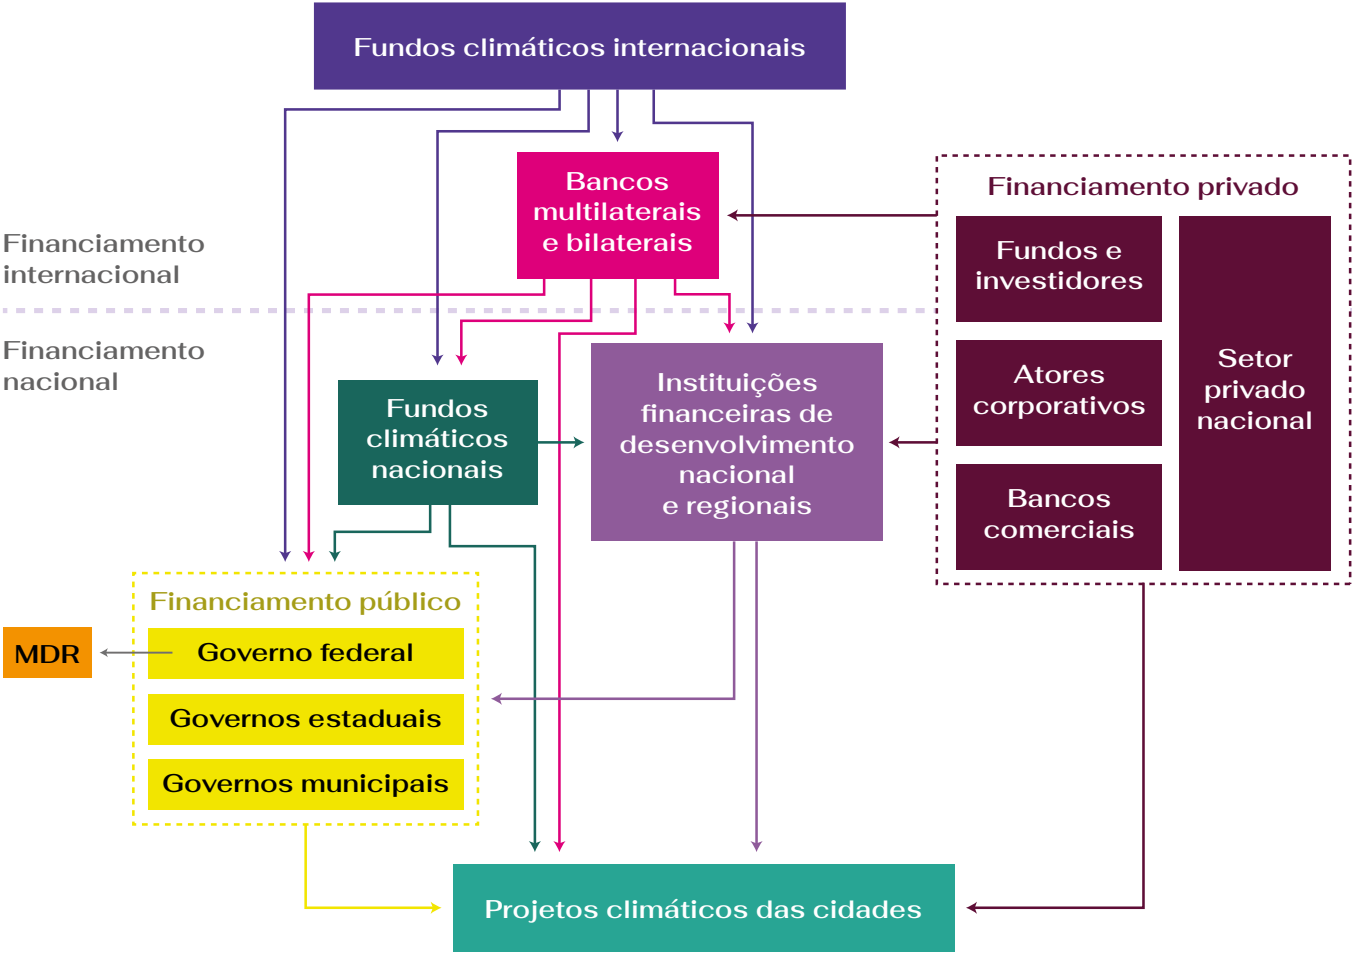 Fundos climáticos internacionais
Bancos
multilaterais
e bilaterais
Financiamento privado
Fundos e
investidores
Atores
corporativos
Bancos
comerciais
Setor
privado
nacional
Financiamento
internacional
Financiamento
nacional
Fundos
climáticos
nacionais
Instituições
financeiras de
desenvolvimento
nacional
e regionais
Financiamento público
MDR
Governo federal
Governos estaduais
Governos municipais
Projetos climáticos das cidades